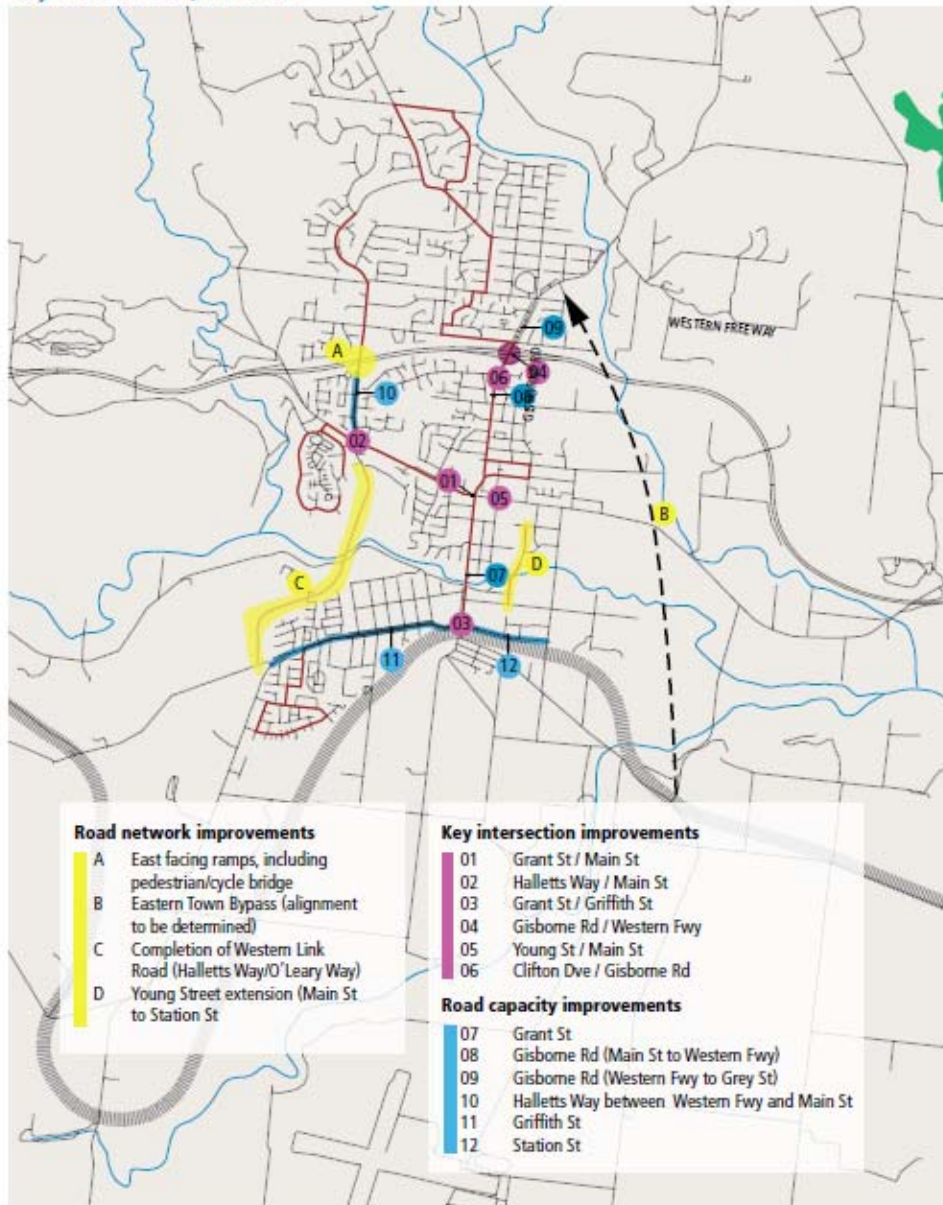 WESTERN FREEWAY
09
A
04
06
08
10
02
01
05
B
07
D
C
03
11
12
Road network improvements
A East facing ramps, including
pedestrian/cycle bridge
B Eastern Town Bypass (alignment
to be determined)
C Completion of Western Link
Road (Halletts Way/O'Leary Way)
D Young Street extension (Main St
to Station St
Key intersection improvements
01 Grant St / Main St
02 Halletts Way / Main St
03 Grant St / Griffith St
04 Gisborne Rd / Western Fwy
05 Young St / Main St
06 Clifton Dve / Gisborne Rd
Road capacity improvements
07 Grant St
08 Gisborne Rd (Main St to Western Fwy)
09 Gisborne Rd (Western Fwy to Grey St)
10 Halletts Way between Western Fwy and Main St
11 Griffith St
12 Station St